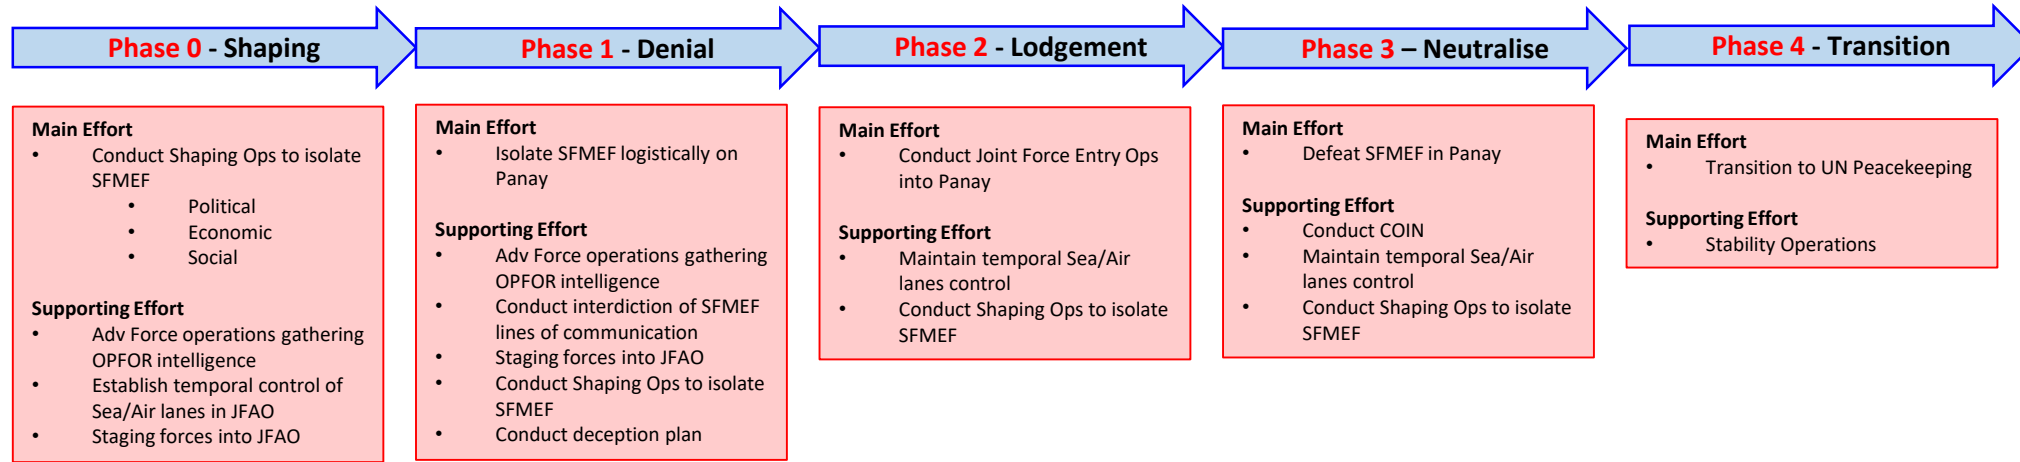 Phase 0 - Shaping
Phase 1 - Denial
Phase 2 - Lodgement
Phase 3 – Neutralise
Phase 4 - Transition
Main Effort
• Conduct Shaping Ops to isolate
SFMEF
• Political
• Economic
• Social
Supporting Effort
• Adv Force operations gathering
OPFOR intelligence
• Establish temporal control of
Sea/Air lanes in JFAO
• Staging forces into JFAO
Main Effort
• Isolate SFMEF logistically on
Panay
Supporting Effort
• Adv Force operations gathering
OPFOR intelligence
• Conduct interdiction of SFMEF
lines of communication
• Staging forces into JFAO
• Conduct Shaping Ops to isolate
SFMEF
• Conduct deception plan
Main Effort
• Conduct Joint Force Entry Ops
into Panay
Supporting Effort
• Maintain temporal Sea/Air
lanes control
• Conduct Shaping Ops to isolate
SFMEF
Main Effort
• Defeat SFMEF in Panay
Supporting Effort
• Conduct COIN
• Maintain temporal Sea/Air
lanes control
• Conduct Shaping Ops to isolate
SFMEF
Main Effort
• Transition to UN Peacekeeping
Supporting Effort
• Stability Operations